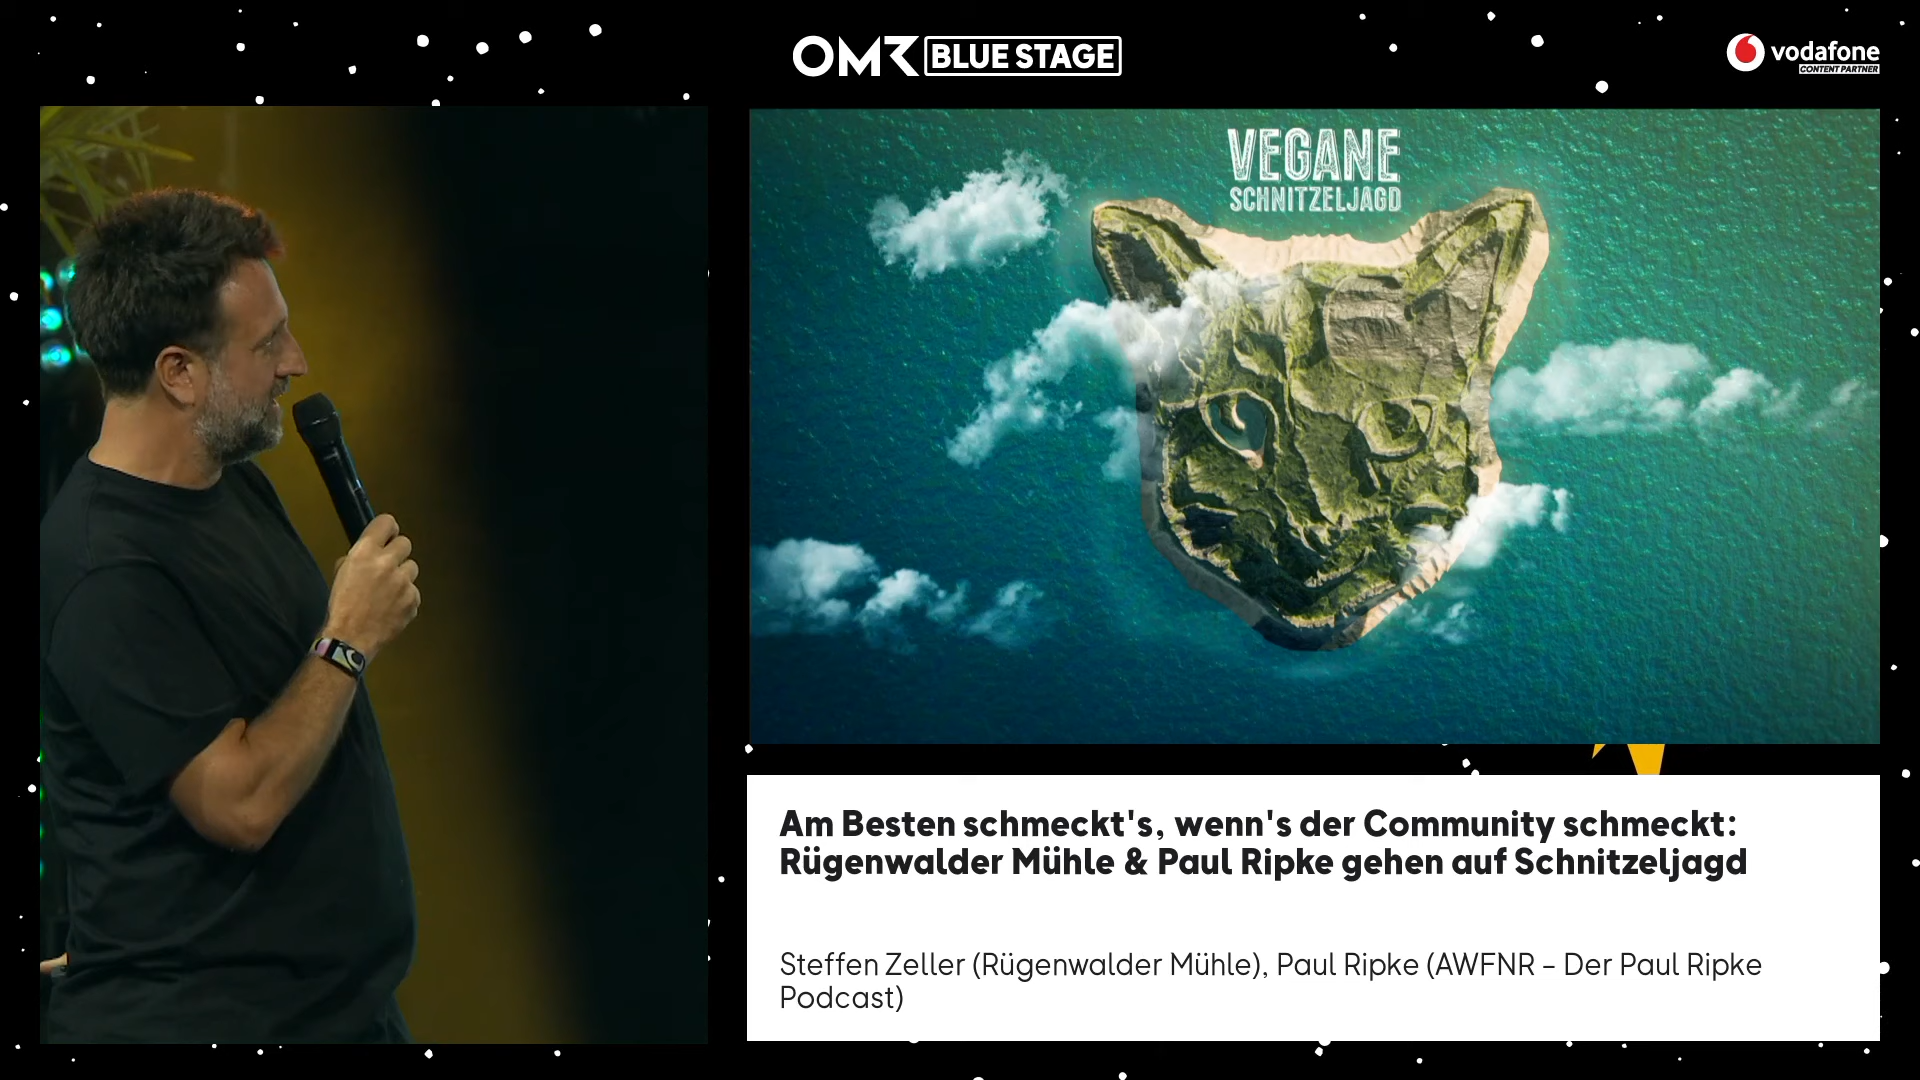 OMR BLUE STAGE
vodafone
CONTENT PARTNER
VEGANE
SCHNITZELJAGD
Am Besten schmeckt's, wenn's der Community schmeckt:
Rügenwalder Mühle & Paul Ripke gehen auf Schnitzeljagd
Steffen Zeller (Rügenwalder Mühle), Paul Ripke (AWFNR – Der Paul Ripke
Podcast)